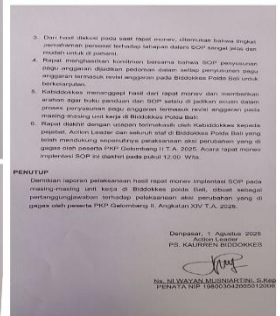 3. Dari hasil diskusi pada saat rapat monev, ditemukan bahwa tingkat
pemahaman personel terhadap tahapan dalam SOP sangat jelas dan
mudah untuk di pahami.
4. Rapat menghasilkan komitmen bersama bahwa SOP penyusunan
pagu anggaran dijadikan pedoman dalam setiap penyusunan pagu
anggaran termasuk revisi anggaran pada Biddokkes Polda Bali untuk
berkelanjutan.
5. Kabiddokkes menanggapi hasil dari rapat monev dan memberikan
arahan agar buku panduan dan SOP selalu di jadikan acuan dalam
proses penyusunan pagu anggaran termasuk revisi anggaran pada
masing-masing unit kerja di Biddokkes Polda Bali.
6. Rapat diakhiri dengan ucapan terimakasih oleh Kabiddokkes kepada
pejabat, Action Leader dan seluruh staf di Biddokkes Polda Bali yang
telah mendukung sepenuhnya pelaksanaan aksi perubahan yang di
gagas oleh peserta PKP Gelombang II T.A. 2025. Acara rapat monev
implentasi SOP ini diakhiri pada pukul 12.00 Wita.
PENUTUP
Demikian laporan pelaksanaan hasil rapat monev implentasi SOP pada
masing-masing unit kerja di Biddokkes polda Bali, dibuat sebagai
pertanggungjawaban terhadap pelaksanaan aksi perubahan yang di
gagas oleh peserta PKP Gelombang II, Angkatan XIV T.A. 2025.
Denpasar, 1 Agustus 2025
Action Leader
PS. KAURREN BIDDOKKES
Ns. NI WAYAN MUSNIARTINI, S.Kep
PENATA NIP